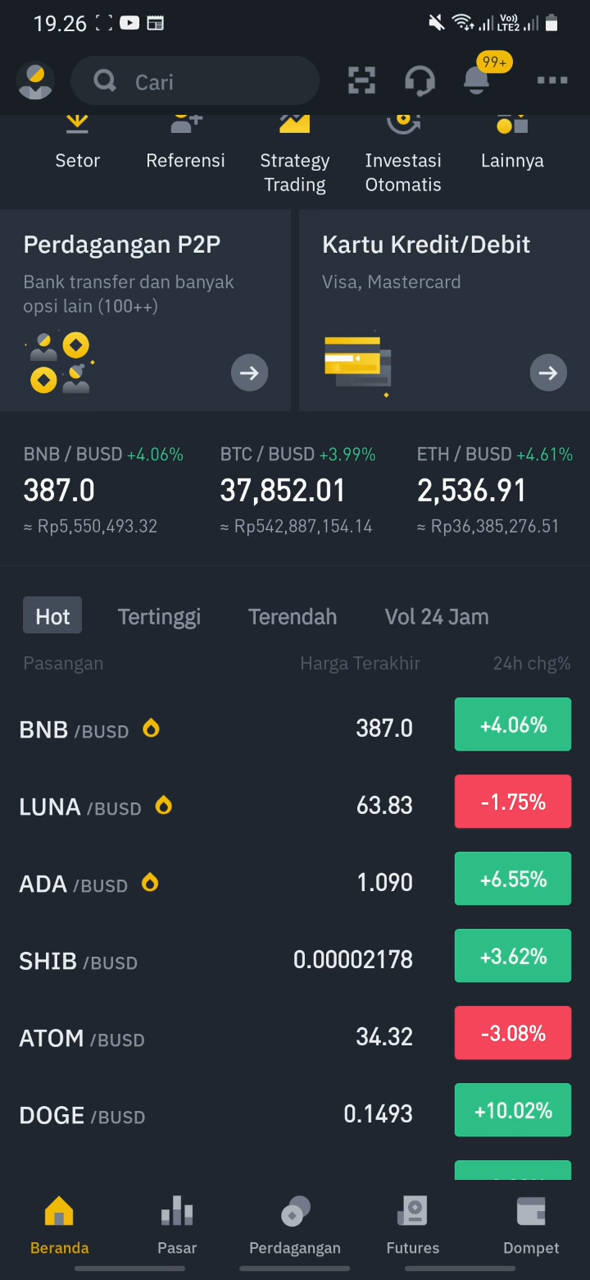 19.26
Vo))
LTE2
Cari
99+
Setor
Referensi
Strategy
Trading
Investasi
Otomatis
Lainnya
Perdagangan P2P
Bank transfer dan banyak
opsi lain (100++)
Kartu Kredit/Debit
Visa, Mastercard
BNB / BUSD +4.06%
387.0
≈ Rp5,550,493.32
BTC / BUSD +3.99%
37,852.01
≈ Rp542,887,154.14
ETH / BUSD +4.61%
2,536.91
≈ Rp36,385,276.51
Hot Tertinggi Terendah Vol 24 Jam
Pasangan Harga Terakhir 24h chg%
BNB /BUSD 387.0 +4.06%
LUNA /BUSD 63.83 -1.75%
ADA /BUSD 1.090 +6.55%
SHIB /BUSD 0.00002178 +3.62%
ATOM /BUSD 34.32 -3.08%
DOGE /BUSD 0.1493 +10.02%
Beranda Pasar Perdagangan Futures Dompet